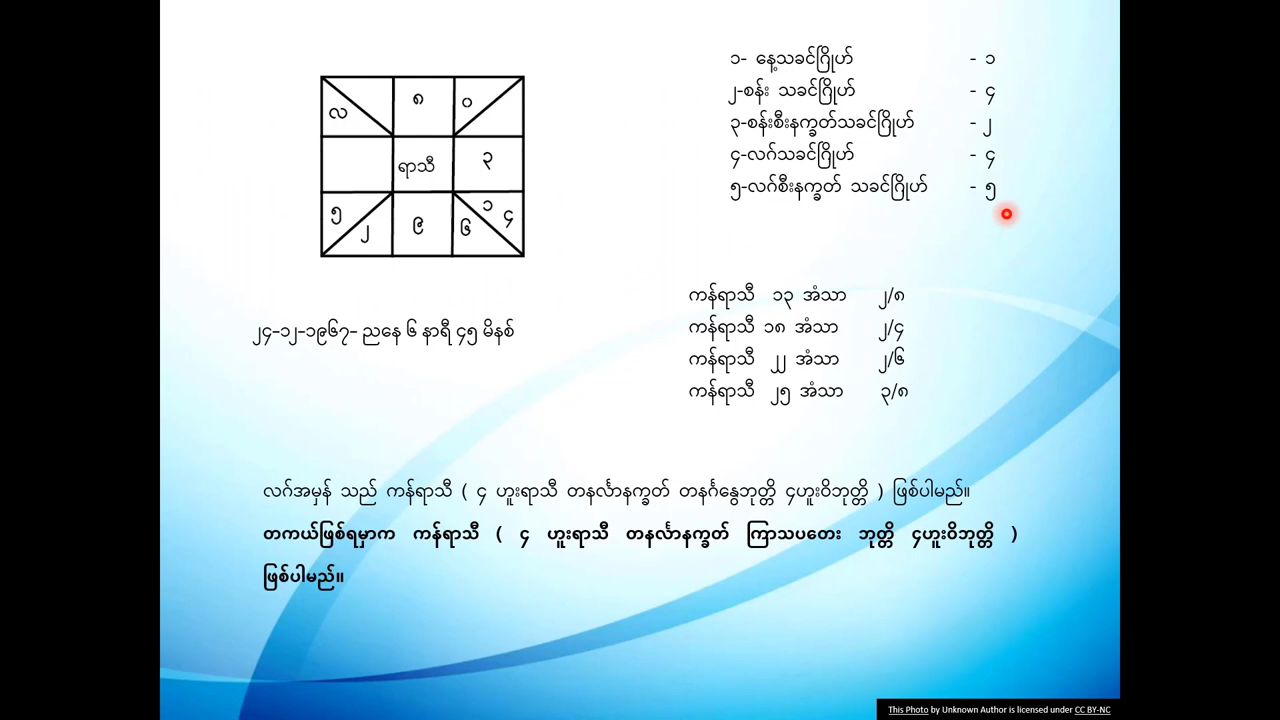 လ ၈ ၀
ရာသီ ၃
၅ ၂ ၉ ၆ ၁ ၄
၂၄-၁၂-၁၉၆၇- ညနေ ၆ နာရီ ၄၅ မိနစ်
၁- နေ့သခင်ဂြိုဟ် - ၁
၂-စန်း သခင်ဂြိုဟ် - ၄
၃-စန်းစီးနက္ခတ်သခင်ဂြိုဟ် - ၂
၄-လဂ်သခင်ဂြိုဟ် - ၄
၅-လဂ်စီးနက္ခတ် သခင်ဂြိုဟ် - ၅
ကန်ရာသီ ၁၃ အံသာ ၂/၈
ကန်ရာသီ ၁၈ အံသာ ၂/၄
ကန်ရာသီ ၂၂ အံသာ ၂/၆
ကန်ရာသီ ၂၅ အံသာ ၃/၈
လဂ်အမှန် သည် ကန်ရာသီ ( ၄ ဟူးရာသီ တနင်္လာနက္ခတ် တနင်္ဂနွေဘုတ္တိ ၄ဟူးဝိဘုတ္တိ ) ဖြစ်ပါမည်။
တကယ်ဖြစ်ရမှာက ကန်ရာသီ ( ၄ ဟူးရာသီ တနင်္လာနက္ခတ် ကြာသပတေး ဘုတ္တိ ၄ဟူးဝိဘုတ္တိ )
ဖြစ်ပါမည်။
This Photo by Unknown Author is licensed under CC BY-NC